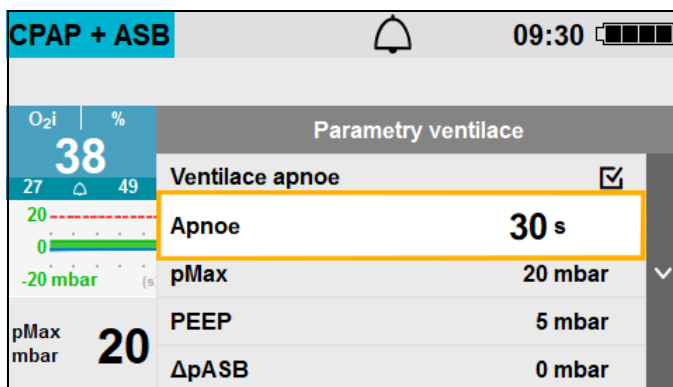 CPAP + ASB 09:30
O₂i %
38
27 49
20
0
-20 mbar (s
pMax
mbar 20
Parametry ventilace
Ventilace apnoe
Apnoe 30 s
pMax 20 mbar
PEEP 5 mbar
ΔpASB 0 mbar